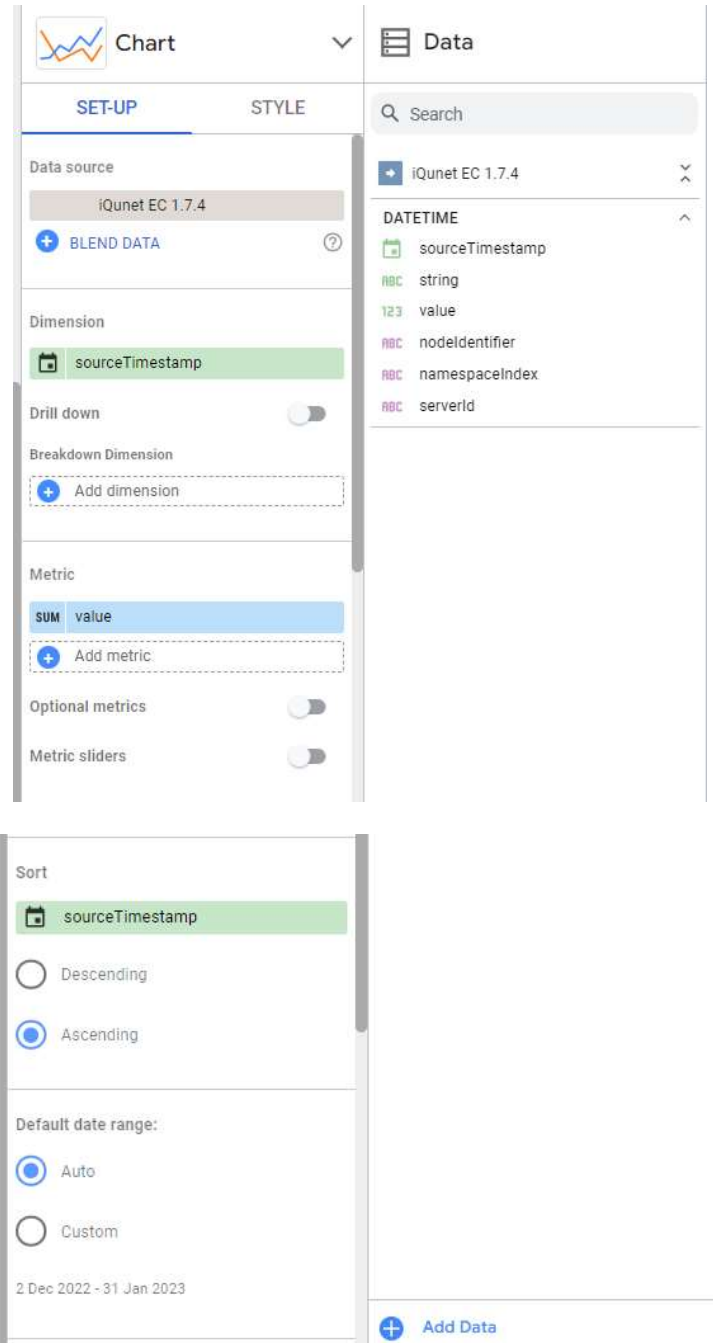 Chart
SET-UP STYLE
Data source
iQunet EC 1.7.4
BLEND DATA
Dimension
sourceTimestamp
Drill down
Breakdown Dimension
Add dimension
Metric
SUM value
Add metric
Optional metrics
Metric sliders
Data
Search
iQunet EC 1.7.4
DATETIME
sourceTimestamp
ABC string
123 value
ABC nodeIdentifier
ABC namespaceIndex
ABC serverId
Sort
sourceTimestamp
Descending
Ascending
Default date range:
Auto
Custom
2 Dec 2022 - 31 Jan 2023
Add Data